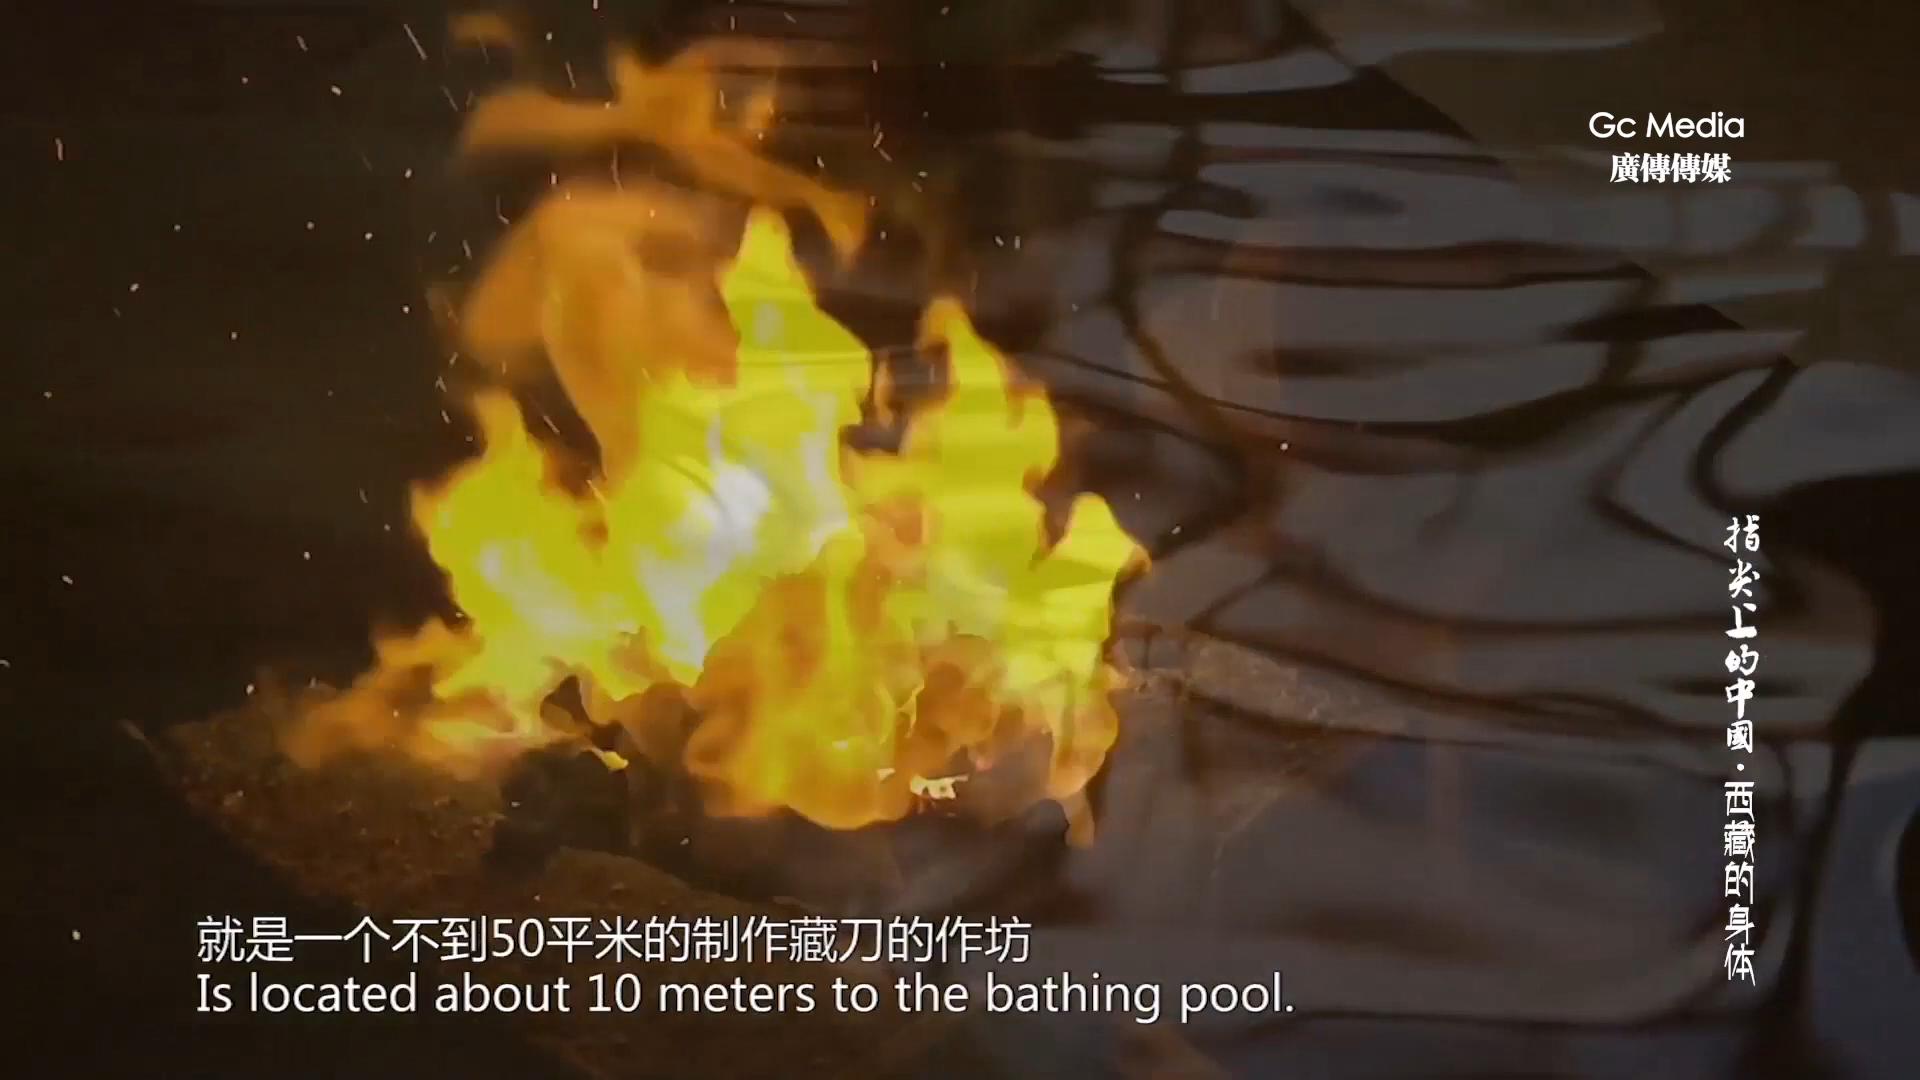 Gc Media
廣傳傳媒
指尖上的中國·西藏的身体
就是一个不到50平米的制作藏刀的作坊
Is located about 10 meters to the bathing pool.